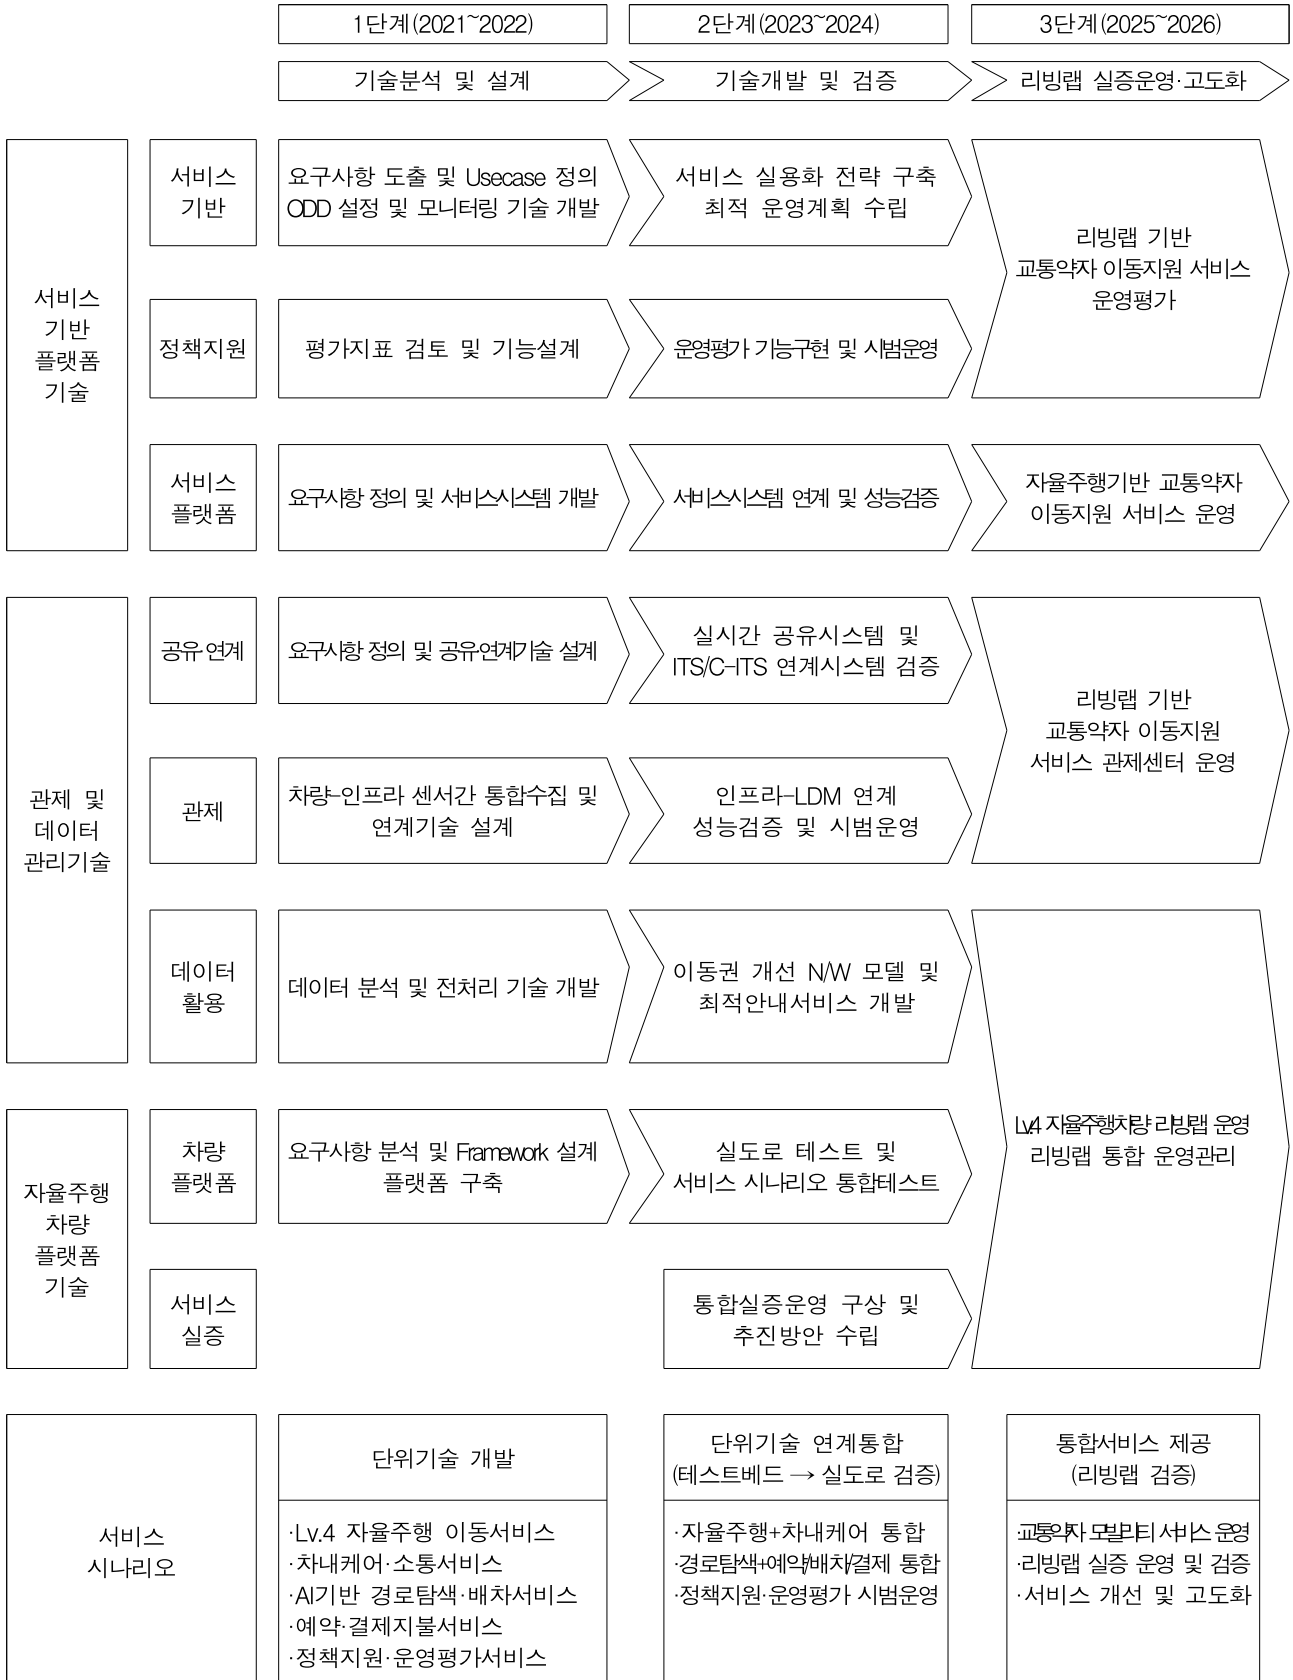 1단계(2021~2022)
2단계(2023~2024)
3단계(2025~2026)
기술분석 및 설계
기술개발 및 검증
리빙랩 실증운영·고도화
서비스
기반
플랫폼
기술
서비스
기반
요구사항 도출 및 Usecase 정의
ODD 설정 및 모니터링 기술 개발
서비스 실용화 전략 구축
최적 운영계획 수립
리빙랩 기반
교통약자 이동지원 서비스
운영평가
정책지원
평가지표 검토 및 기능설계
운영평가 기능구현 및 시범운영
서비스
플랫폼
요구사항 정의 및 서비스시스템 개발
서비스시스템 연계 및 성능검증
자율주행기반 교통약자
이동지원 서비스 운영
관제 및
데이터
관리기술
공유·연계
요구사항 정의 및 공유·연계기술 설계
실시간 공유시스템 및
ITS/C-ITS 연계시스템 검증
리빙랩 기반
교통약자 이동지원
서비스 관제센터 운영
관제
차량-인프라 센서간 통합수집 및
연계기술 설계
인프라-LDM 연계
성능검증 및 시범운영
데이터
활용
데이터 분석 및 전처리 기술 개발
이동권 개선 N/W 모델 및
최적안내서비스 개발
Lv.4 자율주행차량 리빙랩 운영
리빙랩 통합 운영관리
자율주행
차량
플랫폼
기술
차량
플랫폼
요구사항 분석 및 Framework 설계
플랫폼 구축
실도로 테스트 및
서비스 시나리오 통합테스트
서비스
실증
통합실증운영 구상 및
추진방안 수립
서비스
시나리오
단위기술 개발
·Lv.4 자율주행 이동서비스
·차내케어·소통서비스
·AI기반 경로탐색·배차서비스
·예약·결제지불서비스
·정책지원·운영평가서비스
단위기술 연계통합
(테스트베드 → 실도로 검증)
·자율주행+차내케어 통합
·경로탐색+예약/배차/결제 통합
·정책지원·운영평가 시범운영
통합서비스 제공
(리빙랩 검증)
·교통약자 모빌리티 서비스 운영
·리빙랩 실증 운영 및 검증
·서비스 개선 및 고도화